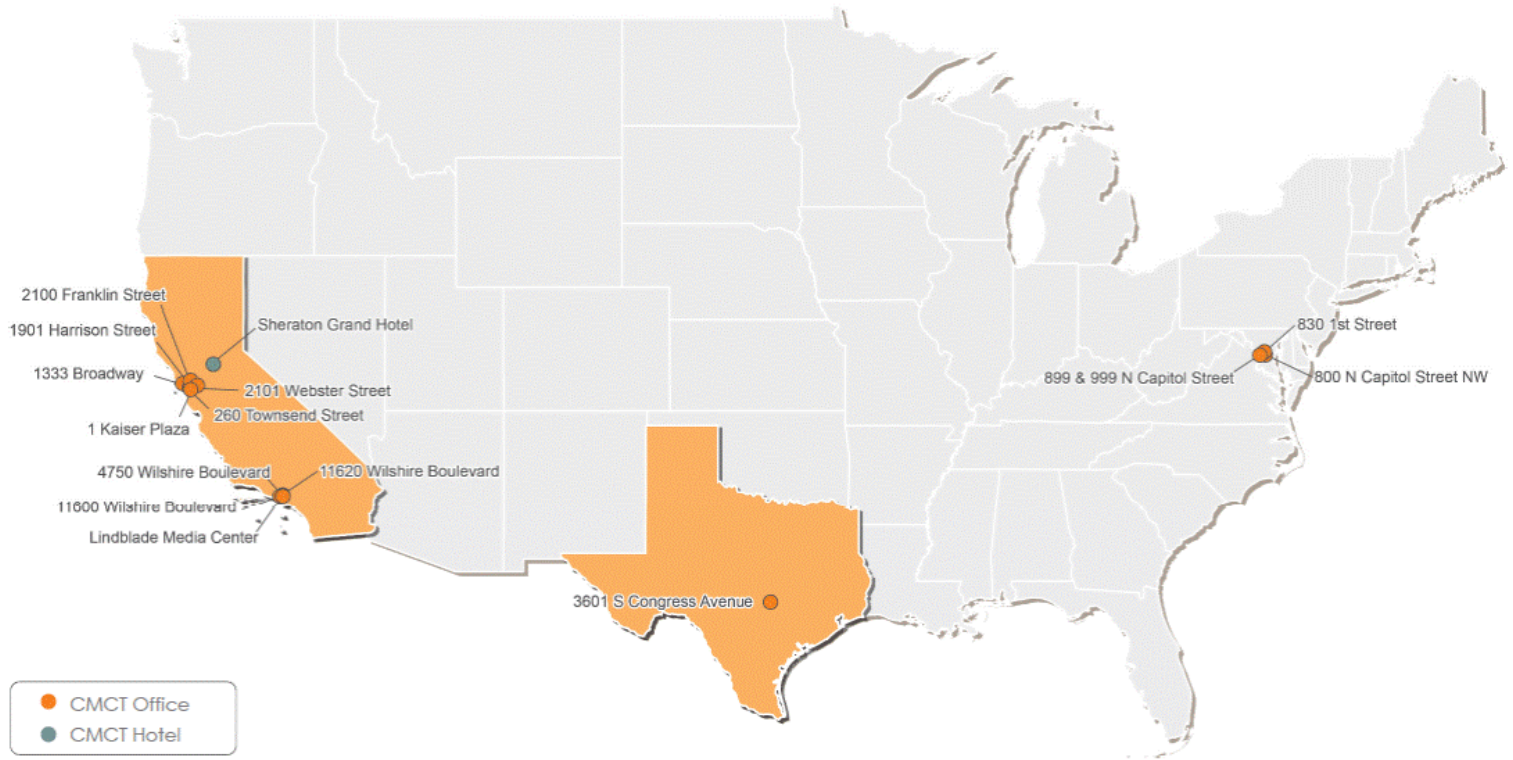 2100 Franklin Street
1901 Harrison Street
Sheraton Grand Hotel
1333 Broadway
2101 Webster Street
260 Townsend Street
1 Kaiser Plaza
4750 Wilshire Boulevard
11620 Wilshire Boulevard
11600 Wilshire Boulevard
Lindblade Media Center
830 1st Street
899 & 999 N Capitol Street
800 N Capitol Street NW
3601 S Congress Avenue
CMCT Office
CMCT Hotel